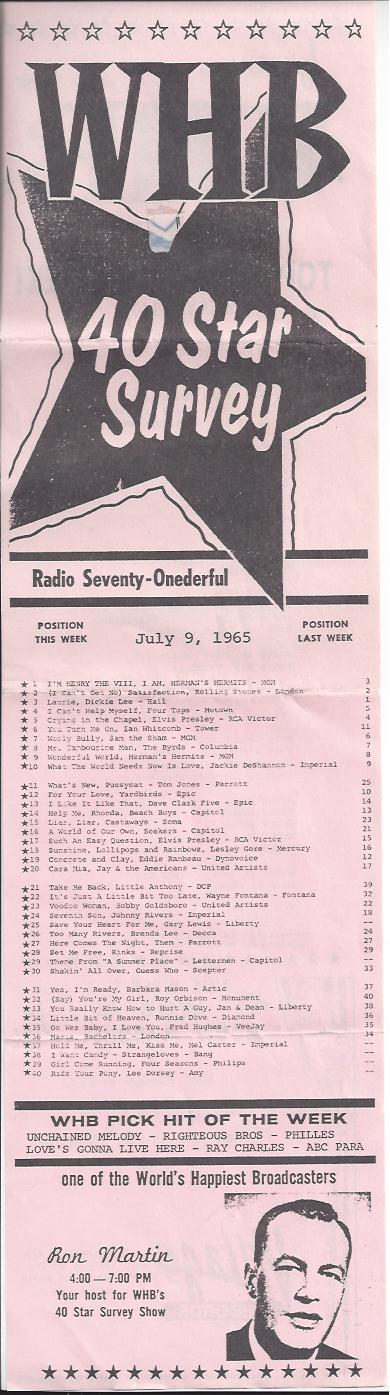 WHB
40 Star
Survey
Radio Seventy-Onederful
POSITION THIS WEEK July 9, 1965 POSITION LAST WEEK
★ 1 I'M HENRY THE VIII, I AM, HERMAN'S HERMITS - MGM 3
★ 2 (I Can't Get No) Satisfaction, Rolling Stones - London 2
★ 3 Laurie, Dickie Lee - Hall 1
★ 4 I Can't Help Myself, Four Tops - Motown 5
★ 5 Crying in the Chapel, Elvis Presley - RCA Victor 4
★ 6 You Turn Me On, Ian Whitcomb - Tower 11
★ 7 Wooly Bully, Sam the Sham - MGM 6
★ 8 Mr. Tambourine Man, The Byrds - Columbia 7
★ 9 Wonderful World, Herman's Hermits - MGM 8
★10 What The World Needs Now Is Love, Jackie DeShannon - Imperial 9
★11 What's New, Pussycat - Tom Jones - Parrott 25
★12 For Your Love, Yardbirds - Epic 10
★13 I Like It Like That, Dave Clark Five - Epic 14
★14 Help Me, Rhonda, Beach Boys - Capitol 13
★15 Liar, Liar, Castaways - Soma 23
★16 A World of Our Own, Seekers - Capitol 21
★17 Such An Easy Question, Elvis Presley - RCA Victor 15
★18 Sunshine, Lollipops and Rainbows, Lesley Gore - Mercury 16
★19 Concrete and Clay, Eddie Rambeau - Dynovoice 12
★20 Cara Mia, Jay & the Americans - United Artists 17
★21 Take Me Back, Little Anthony - DCP 39
★22 It's Just A Little Bit Too Late, Wayne Fontana - Fontana 32
★23 Voodoo Woman, Bobby Goldsboro - United Artists 22
★24 Seventh Son, Johnny Rivers - Imperial 18
★25 Save Your Heart For Me, Gary Lewis - Liberty --
★26 Too Many Rivers, Brenda Lee - Decca 24
★27 Here Comes The Night, Them - Parrott 27
★28 Set Me Free, Kinks - Reprise 29
★29 Theme From "A Summer Place" - Lettermen - Capitol --
★30 Shakin' All Over, Guess Who - Scepter 33
★31 Yes, I'm Ready, Barbara Mason - Artic 37
★32 (Say) You're My Girl, Roy Orbison - Monument 40
★33 You Really Know How to Hurt A Guy, Jan & Dean - Liberty 38
★34 Little Bit of Heaven, Ronnie Dove - Diamond 36
★35 Oo Wee Baby, I Love You, Fred Hughes - VeeJay 35
★36 Marie, Bachelors - London 34
★37 Hold Me, Thrill Me, Kiss Me, Mel Carter - Imperial --
★38 I Want Candy - Strangeloves - Bang --
★39 Girl Come Running, Four Seasons - Philips --
★40 Ride Your Pony, Lee Dorsey - Amy --
WHB PICK HIT OF THE WEEK
UNCHAINED MELODY - RIGHTEOUS BROS - PHILLES
LOVE'S GONNA LIVE HERE - RAY CHARLES - ABC PARA
one of the World's Happiest Broadcasters
Ron Martin
4:00 — 7:00 PM
Your host for WHB's
40 Star Survey Show